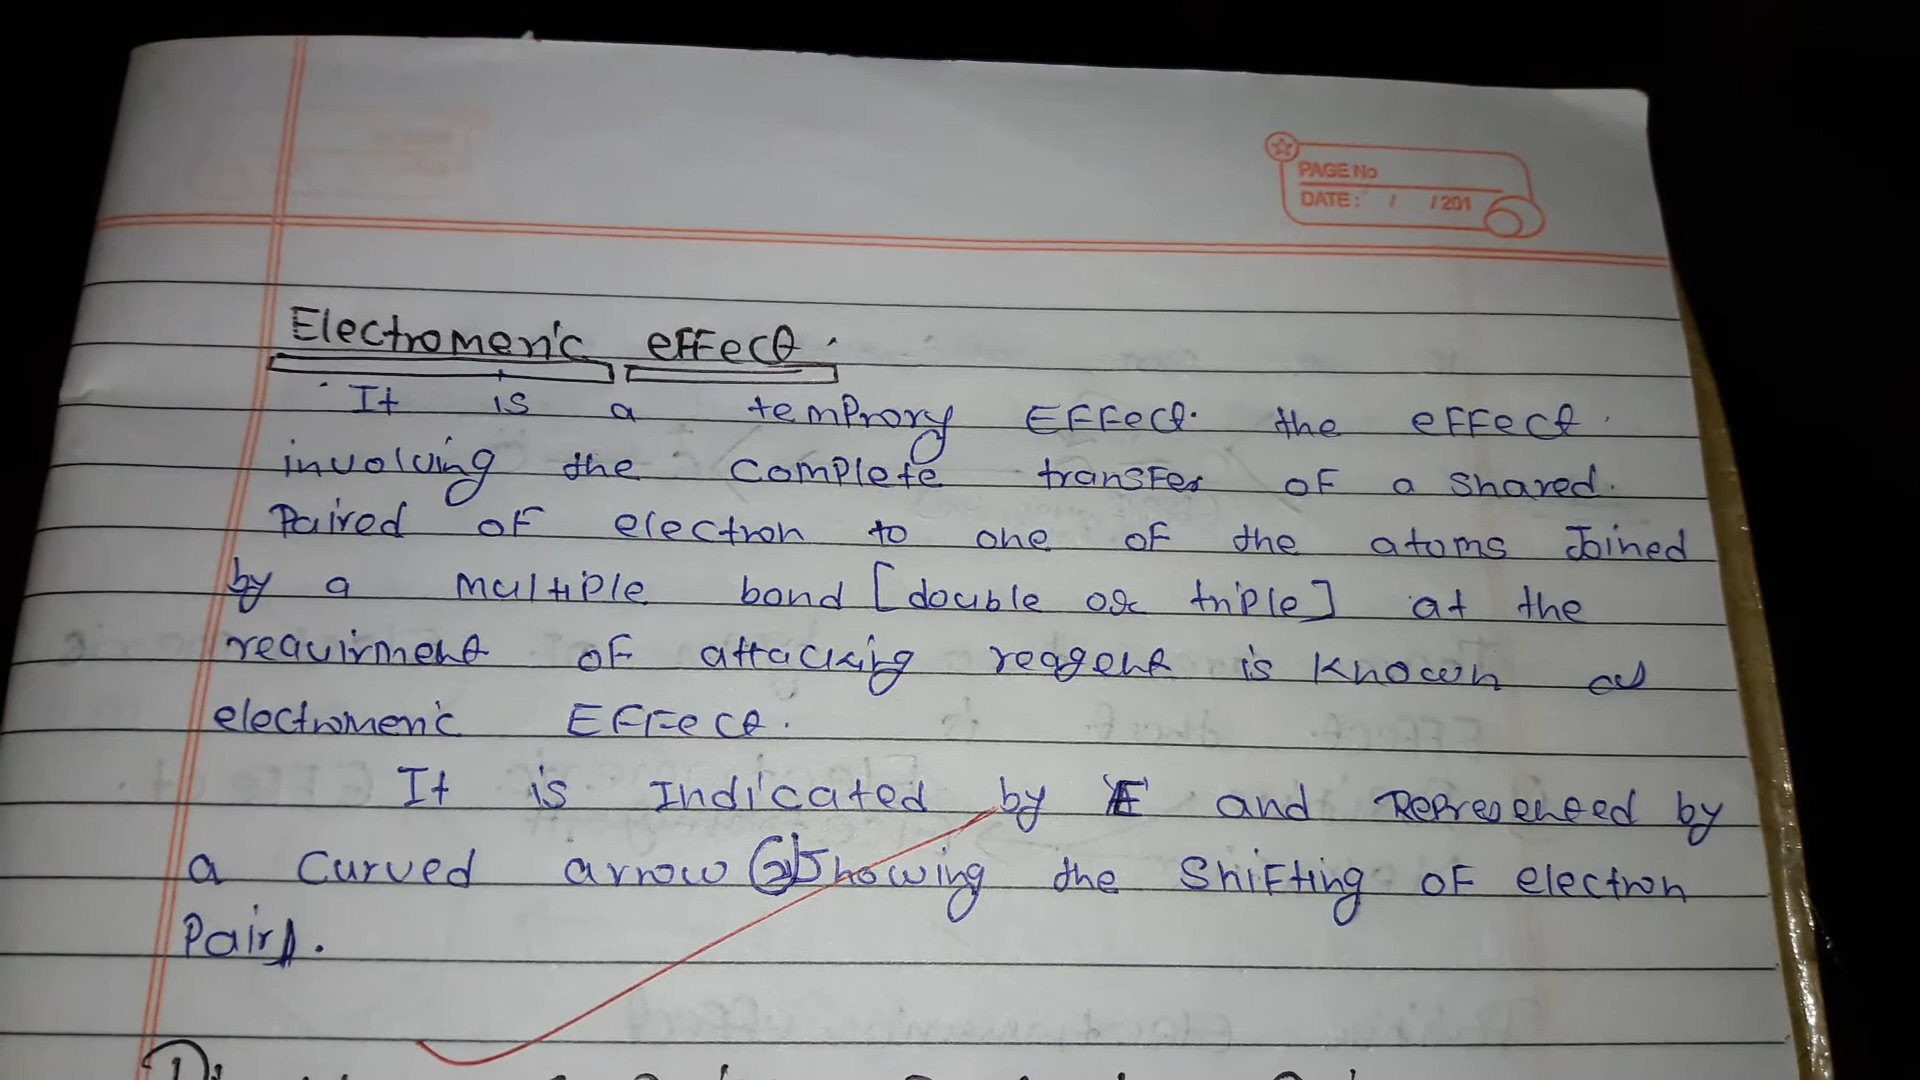 PAGE No
DATE: / /201
Electromeric effect.
It is a temprory Effect. the effect
involving the complete transfer of a shared.
Paired of electron to one of the atoms Joined
by a multiple bond [double or triple] at the
requirment of attacking reagent is known as
electromeric Effect.
It is Indicated by 'E' and Represented by
a curved arrow showing the shifting of electron
Pair.